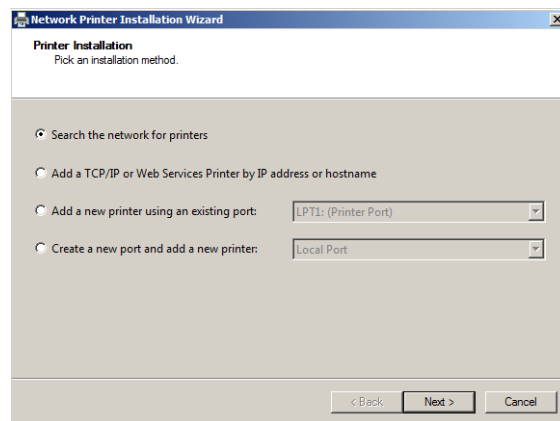 Network Printer Installation Wizard
Printer Installation
Pick an installation method.
Search the network for printers
Add a TCP/IP or Web Services Printer by IP address or hostname
Add a new printer using an existing port: LPT1: (Printer Port)
Create a new port and add a new printer: Local Port
< Back Next > Cancel